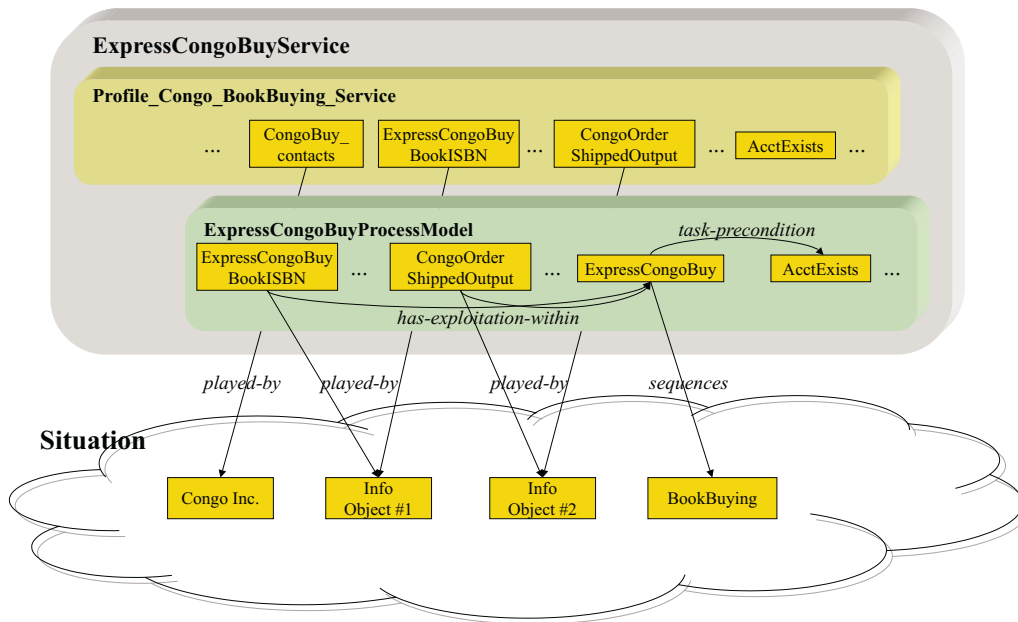 ExpressCongoBuyService
Profile_Congo_BookBuying_Service
...
CongoBuy_
contacts
ExpressCongoBuy
BookISBN
...
CongoOrder
ShippedOutput
...
AcctExists
...
ExpressCongoBuyProcessModel
task-precondition
ExpressCongoBuy
BookISBN
...
CongoOrder
ShippedOutput
...
ExpressCongoBuy
AcctExists
...
has-exploitation-within
played-by
played-by
played-by
sequences
Situation
Congo Inc.
Info
Object #1
Info
Object #2
BookBuying